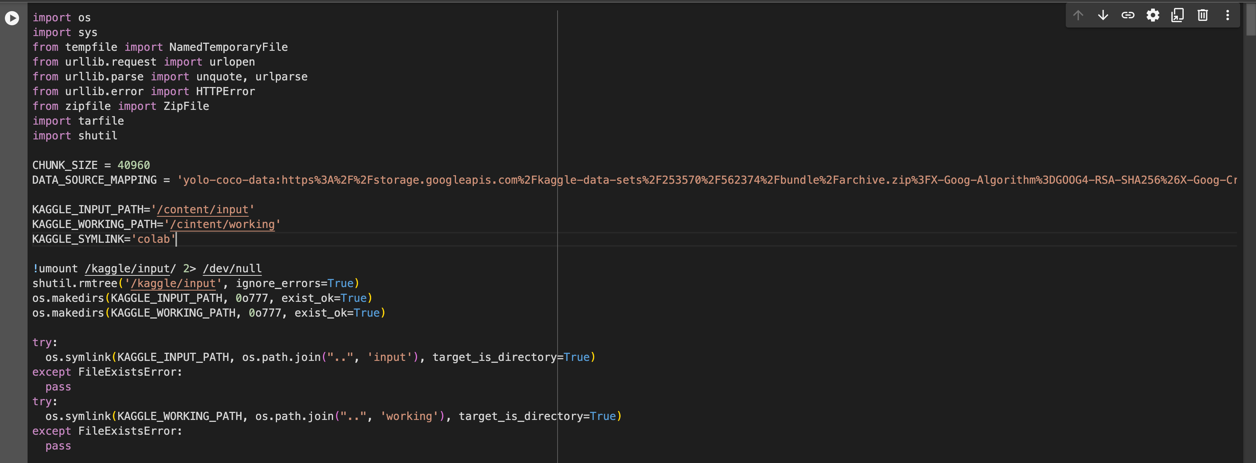 import os
import sys
from tempfile import NamedTemporaryFile
from urllib.request import urlopen
from urllib.parse import unquote, urlparse
from urllib.error import HTTPError
from zipfile import ZipFile
import tarfile
import shutil
CHUNK_SIZE = 40960
DATA_SOURCE_MAPPING = 'yolo-coco-data:https%3A%2F%2Fstorage.googleapis.com%2Fkaggle-data-sets%2F253570%2F562374%2Fbundle%2Farchive.zip%3FX-Goog-Algorithm%3DGOOG4-RSA-SHA256%26X-Goog-Cr
KAGGLE_INPUT_PATH='/content/input'
KAGGLE_WORKING_PATH='/cintent/working'
KAGGLE_SYMLINK='colab'
!umount /kaggle/input/ 2> /dev/null
shutil.rmtree('/kaggle/input', ignore_errors=True)
os.makedirs(KAGGLE_INPUT_PATH, 0o777, exist_ok=True)
os.makedirs(KAGGLE_WORKING_PATH, 0o777, exist_ok=True)
try:
  os.symlink(KAGGLE_INPUT_PATH, os.path.join("..", 'input'), target_is_directory=True)
except FileExistsError:
  pass
try:
  os.symlink(KAGGLE_WORKING_PATH, os.path.join("..", 'working'), target_is_directory=True)
except FileExistsError:
  pass